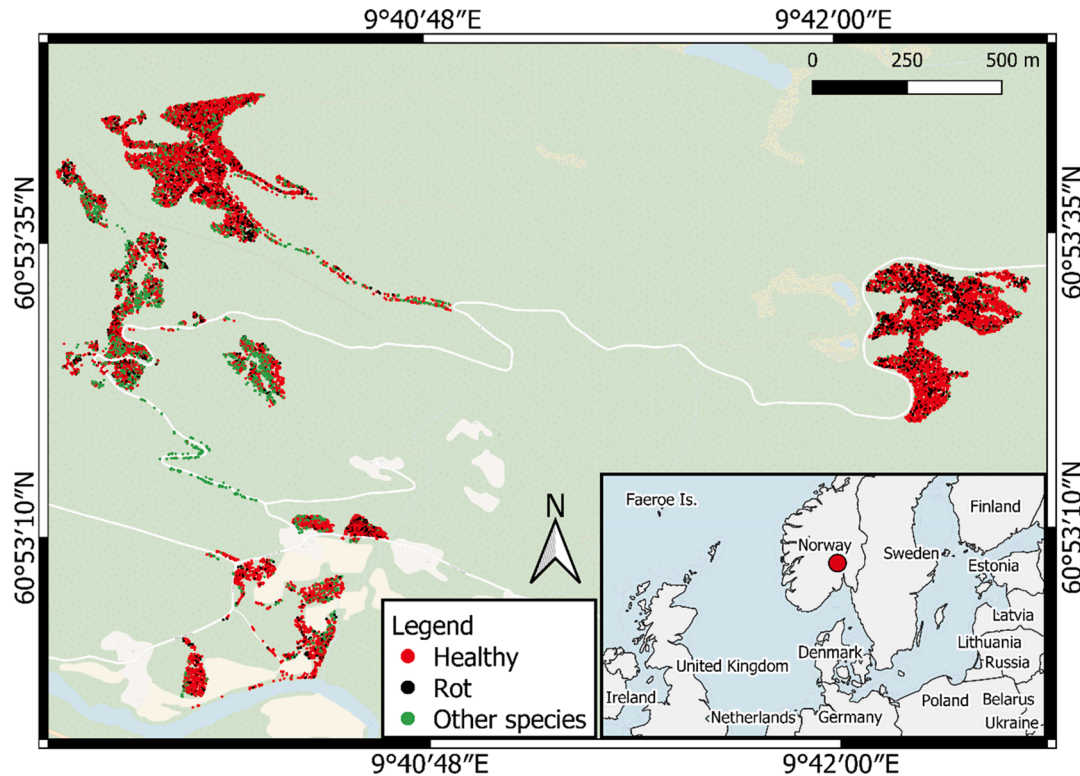 9°40′48″E
9°42′00″E
0 250 500 m
60°53′35″N
60°53′35″N
60°53′10″N
60°53′10″N
N
Legend
Healthy
Rot
Other species
Faeroe Is.
Finland
Norway
Sweden
Estonia
Latvia
Lithuania
Russia
Denmark
United Kingdom
Ireland
Netherlands
Germany
Poland
Belarus
Ukraine
9°40′48″E
9°42′00″E